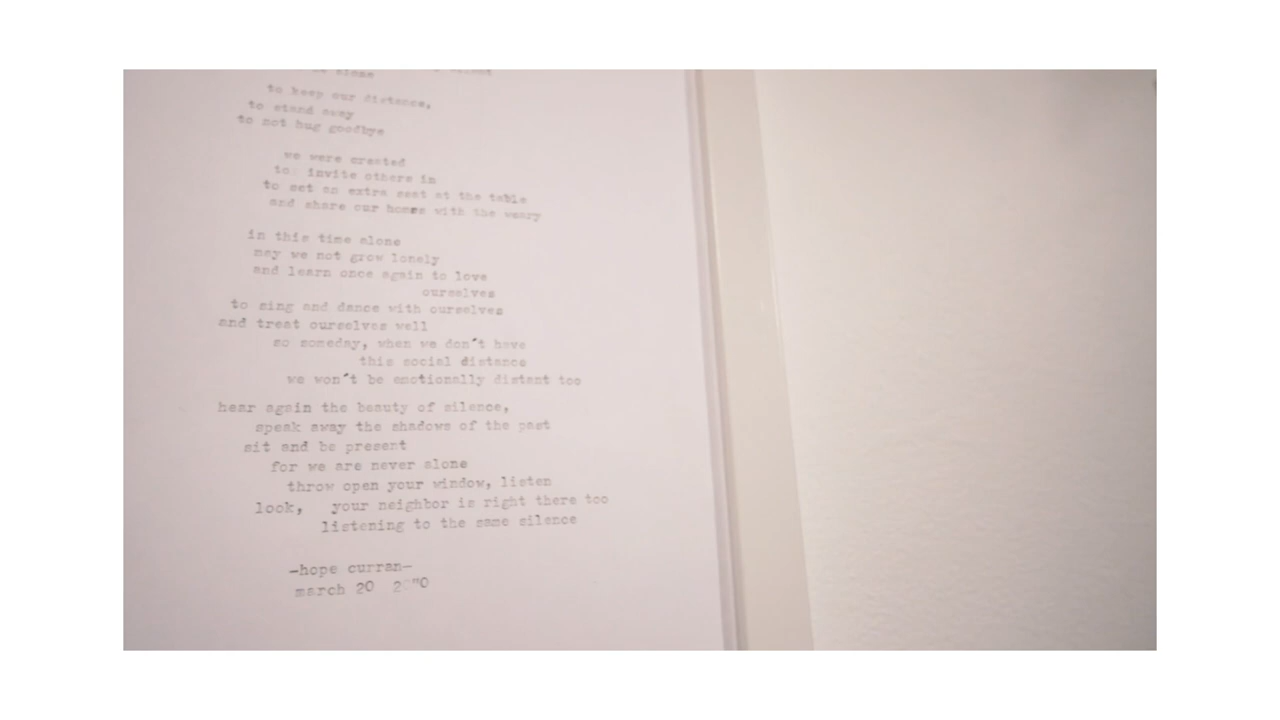 to keep our distance,
to stand away
to not hug goodbye
we were created
to invite others in
to set an extra seat at the table
and share our homes with the weary
in this time alone
may we not grow lonely
and learn once again to love
ourselves
to sing and dance with ourselves
and treat ourselves well
so someday, when we don't have
this social distance
we won't be emotionally distant too
hear again the beauty of silence,
speak away the shadows of the past
sit and be present
for we are never alone
throw open your window, listen
look, your neighbor is right there too
listening to the same silence
-hope curran-
march 20